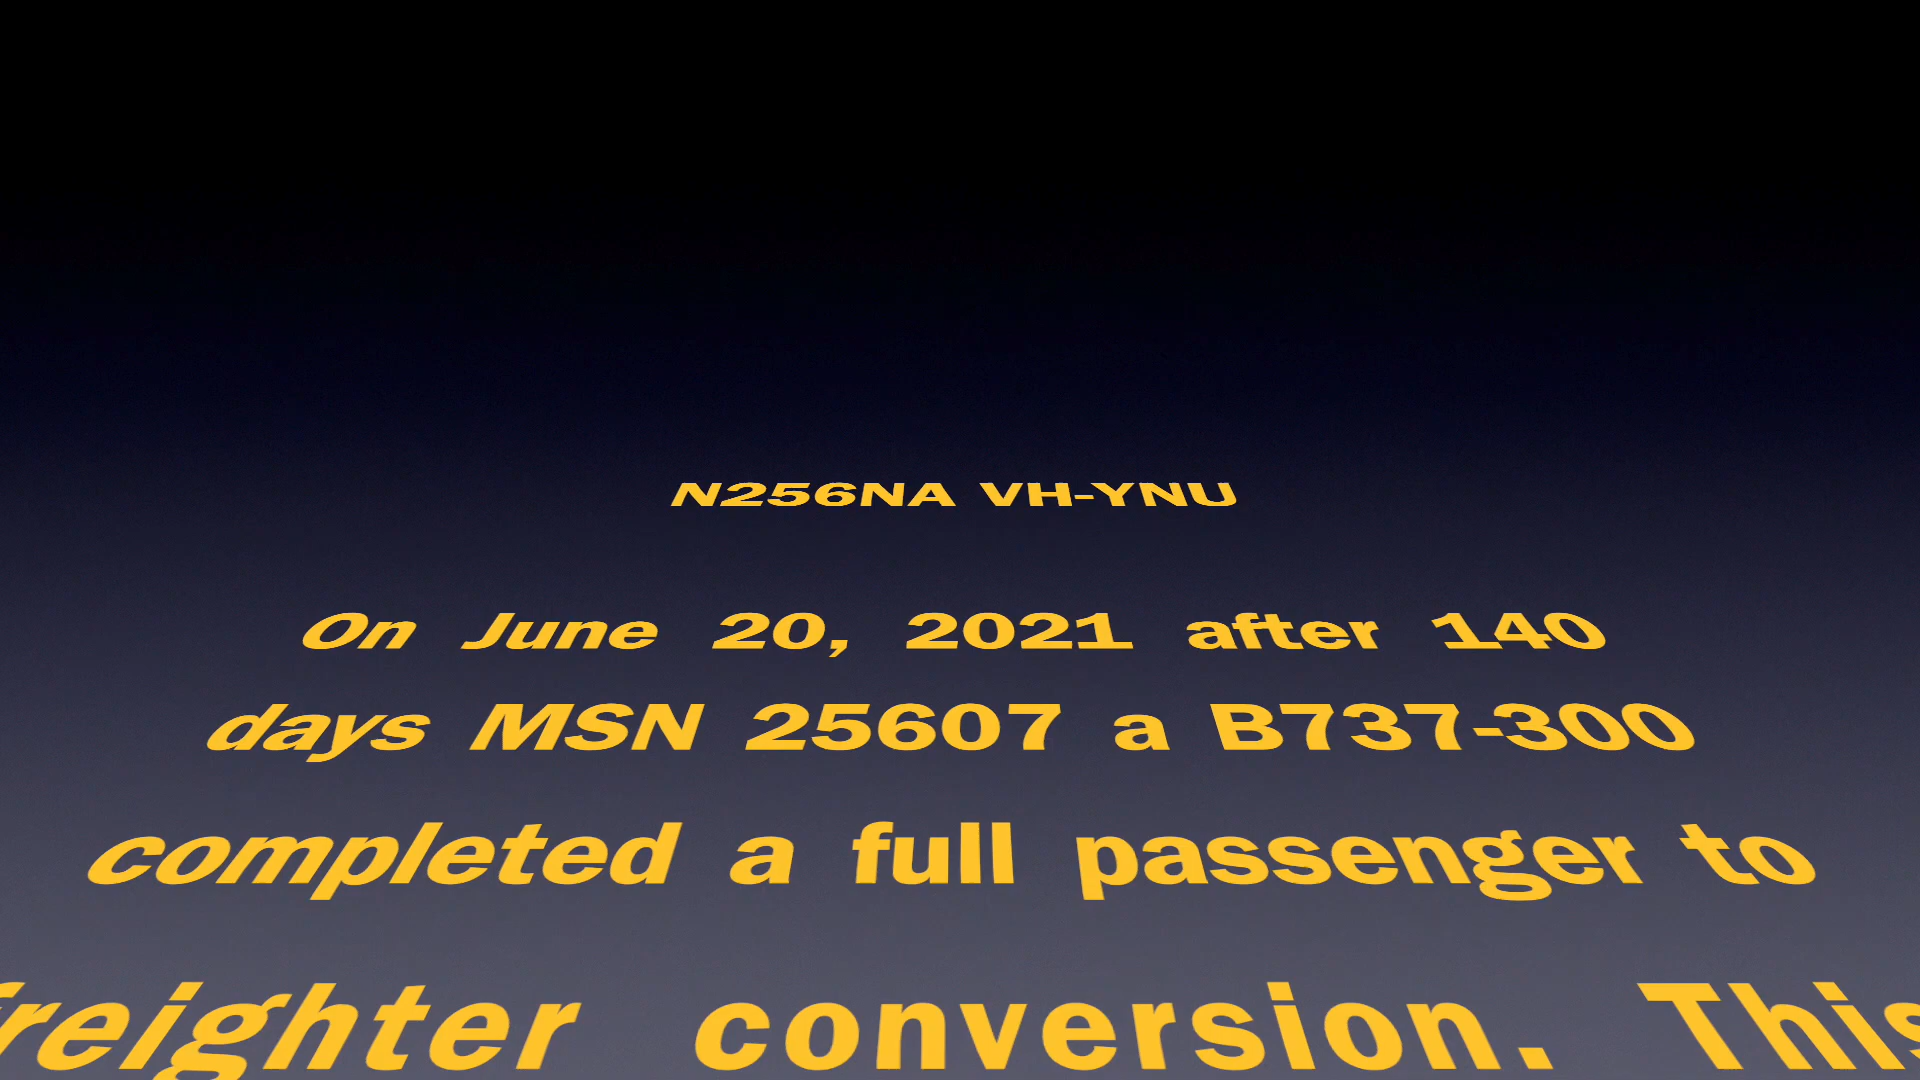 N256NA VH-YNU
On June 20, 2021 after 140
days MSN 25607 a B737-300
completed a full passenger to
freighter conversion. This